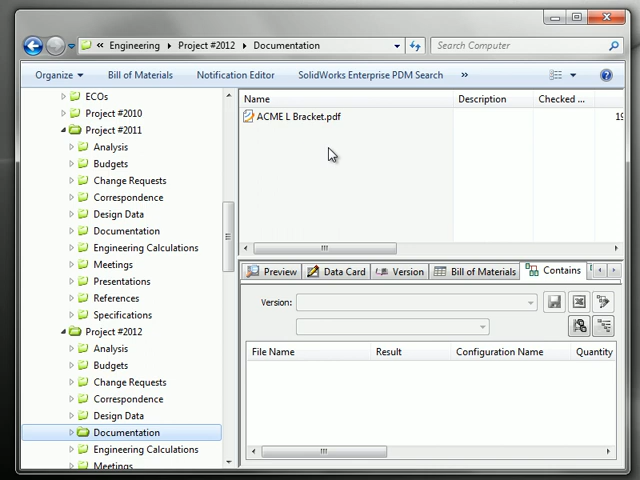 « Engineering Project #2012 Documentation
Search Computer
Organize Bill of Materials Notification Editor SolidWorks Enterprise PDM Search »
ECOs
Project #2010
Project #2011
Analysis
Budgets
Change Requests
Correspondence
Design Data
Documentation
Engineering Calculations
Meetings
Presentations
References
Specifications
Project #2012
Analysis
Budgets
Change Requests
Correspondence
Design Data
Documentation
Engineering Calculations
Meetings
Name Description Checked ...
ACME L Bracket.pdf 19
Preview Data Card Version Bill of Materials Contains
Version:
File Name Result Configuration Name Quantity